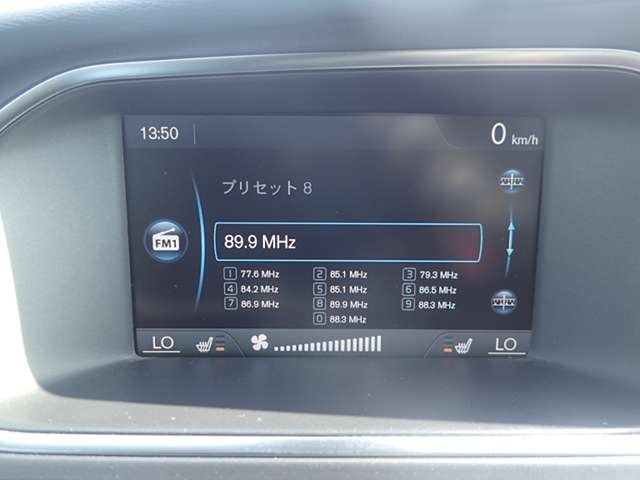 13:50 0 km/h
プリセット 8
FM1
89.9 MHz
1 77.6 MHz 2 85.1 MHz 3 79.3 MHz
4 84.2 MHz 5 85.1 MHz 6 86.5 MHz
7 86.9 MHz 8 89.9 MHz 9 88.3 MHz
0 88.3 MHz
LO LO